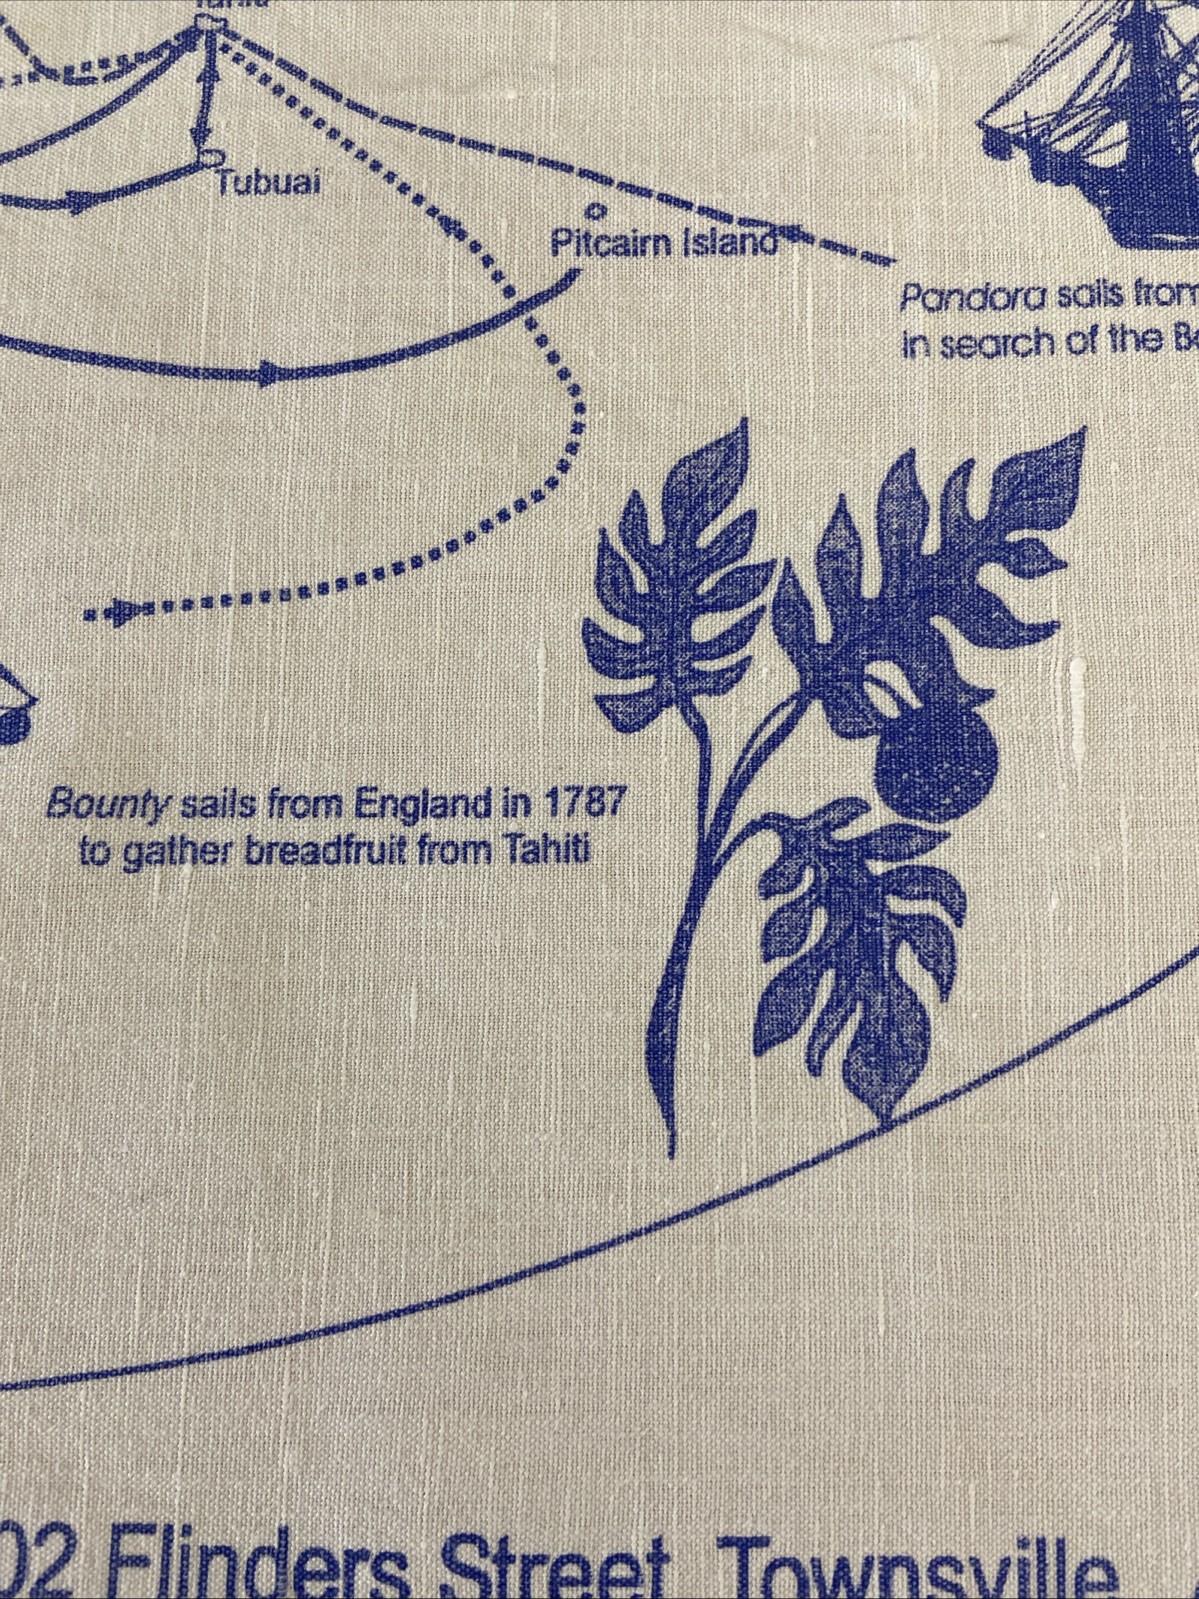 Tahiti
Tubuai
Pitcairn Island
Pandora sails from
in search of the
Bounty sails from England in 1787
to gather breadfruit from Tahiti
02 Flinders Street Townsville